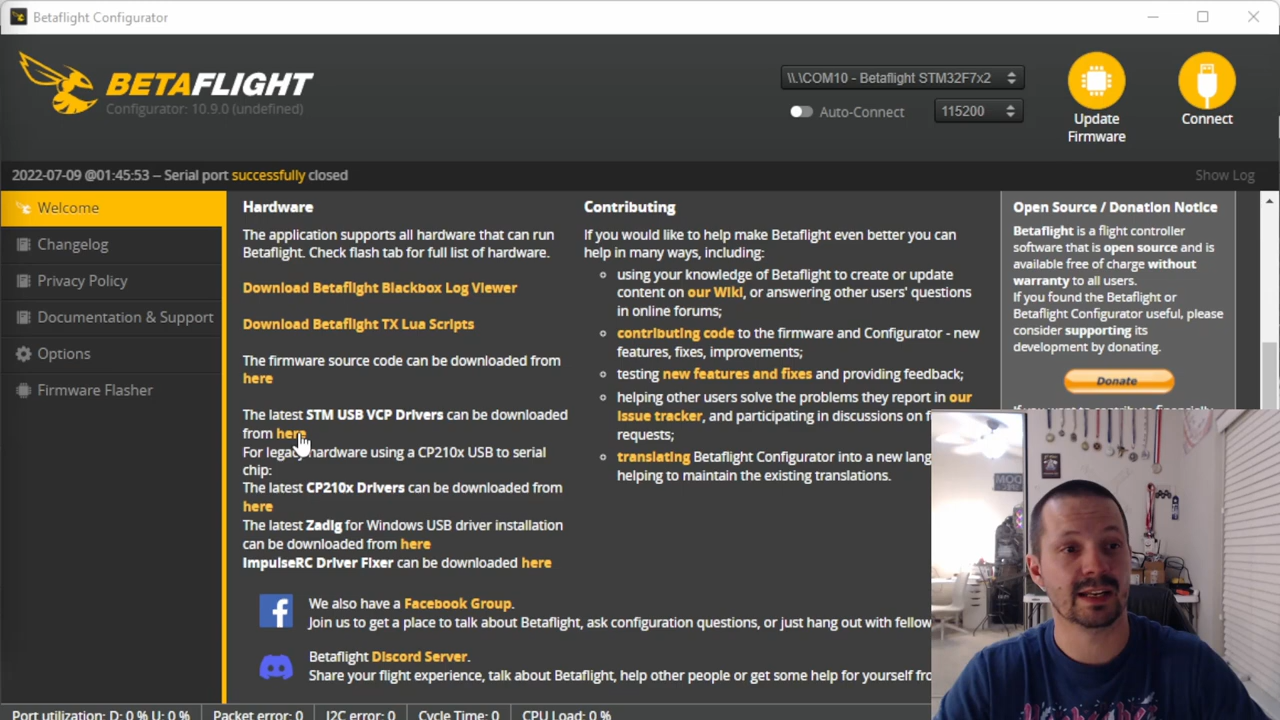 Betaflight Configurator
BETAFLIGHT
Configurator: 10.9.0 (undefined)
\\.\COM10 - Betaflight STM32F7x2
Auto-Connect
115200
Update
Firmware
Connect
2022-07-09 @01:45:53 -- Serial port successfully closed
Show Log
Welcome
Changelog
Privacy Policy
Documentation & Support
Options
Firmware Flasher
Hardware
The application supports all hardware that can run
Betaflight. Check flash tab for full list of hardware.
Download Betaflight Blackbox Log Viewer
Download Betaflight TX Lua Scripts
The firmware source code can be downloaded from
here
The latest STM USB VCP Drivers can be downloaded
from here
For legacy hardware using a CP210x USB to serial
chip:
The latest CP210x Drivers can be downloaded from
here
The latest Zadig for Windows USB driver installation
can be downloaded from here
ImpulseRC Driver Fixer can be downloaded here
We also have a Facebook Group.
Join us to get a place to talk about Betaflight, ask configuration questions, or just hang out with fellow
Betaflight Discord Server.
Share your flight experience, talk about Betaflight, help other people or get some help for yourself fro
Contributing
If you would like to help make Betaflight even better you can
help in many ways, including:
using your knowledge of Betaflight to create or update
content on our Wiki, or answering other users' questions
in online forums;
contributing code to the firmware and Configurator - new
features, fixes, improvements;
testing new features and fixes and providing feedback;
helping other users solve the problems they report in our
issue tracker, and participating in discussions on f
requests;
translating Betaflight Configurator into a new lang
helping to maintain the existing translations.
Open Source / Donation Notice
Betaflight is a flight controller
software that is open source and is
available free of charge without
warranty to all users.
If you found the Betaflight or
Betaflight Configurator useful, please
consider supporting its
development by donating.
Donate
Port utilization: D: 0 % U: 0 %
Packet error: 0
I2C error: 0
Cycle Time: 0
CPU Load: 0 %